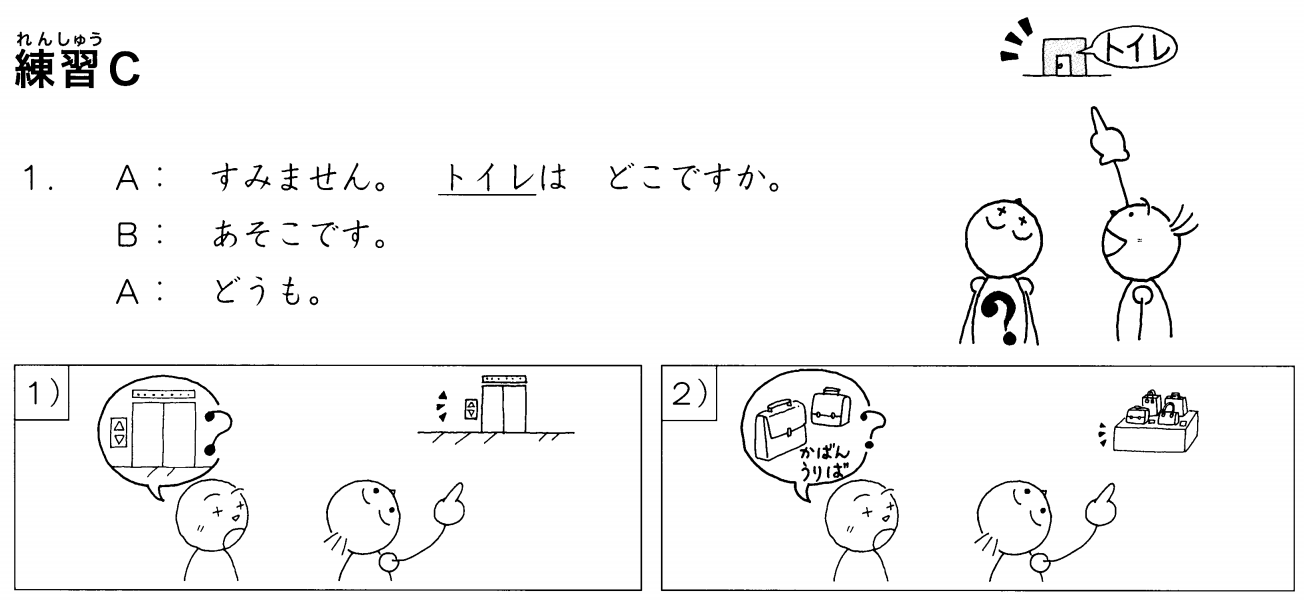 れんしゅう
練習C
トイレ
1. A: すみません。 トイレは どこですか。
B: あそこです。
A: どうも。
?
1)
?
2)
?
かばん
うりば